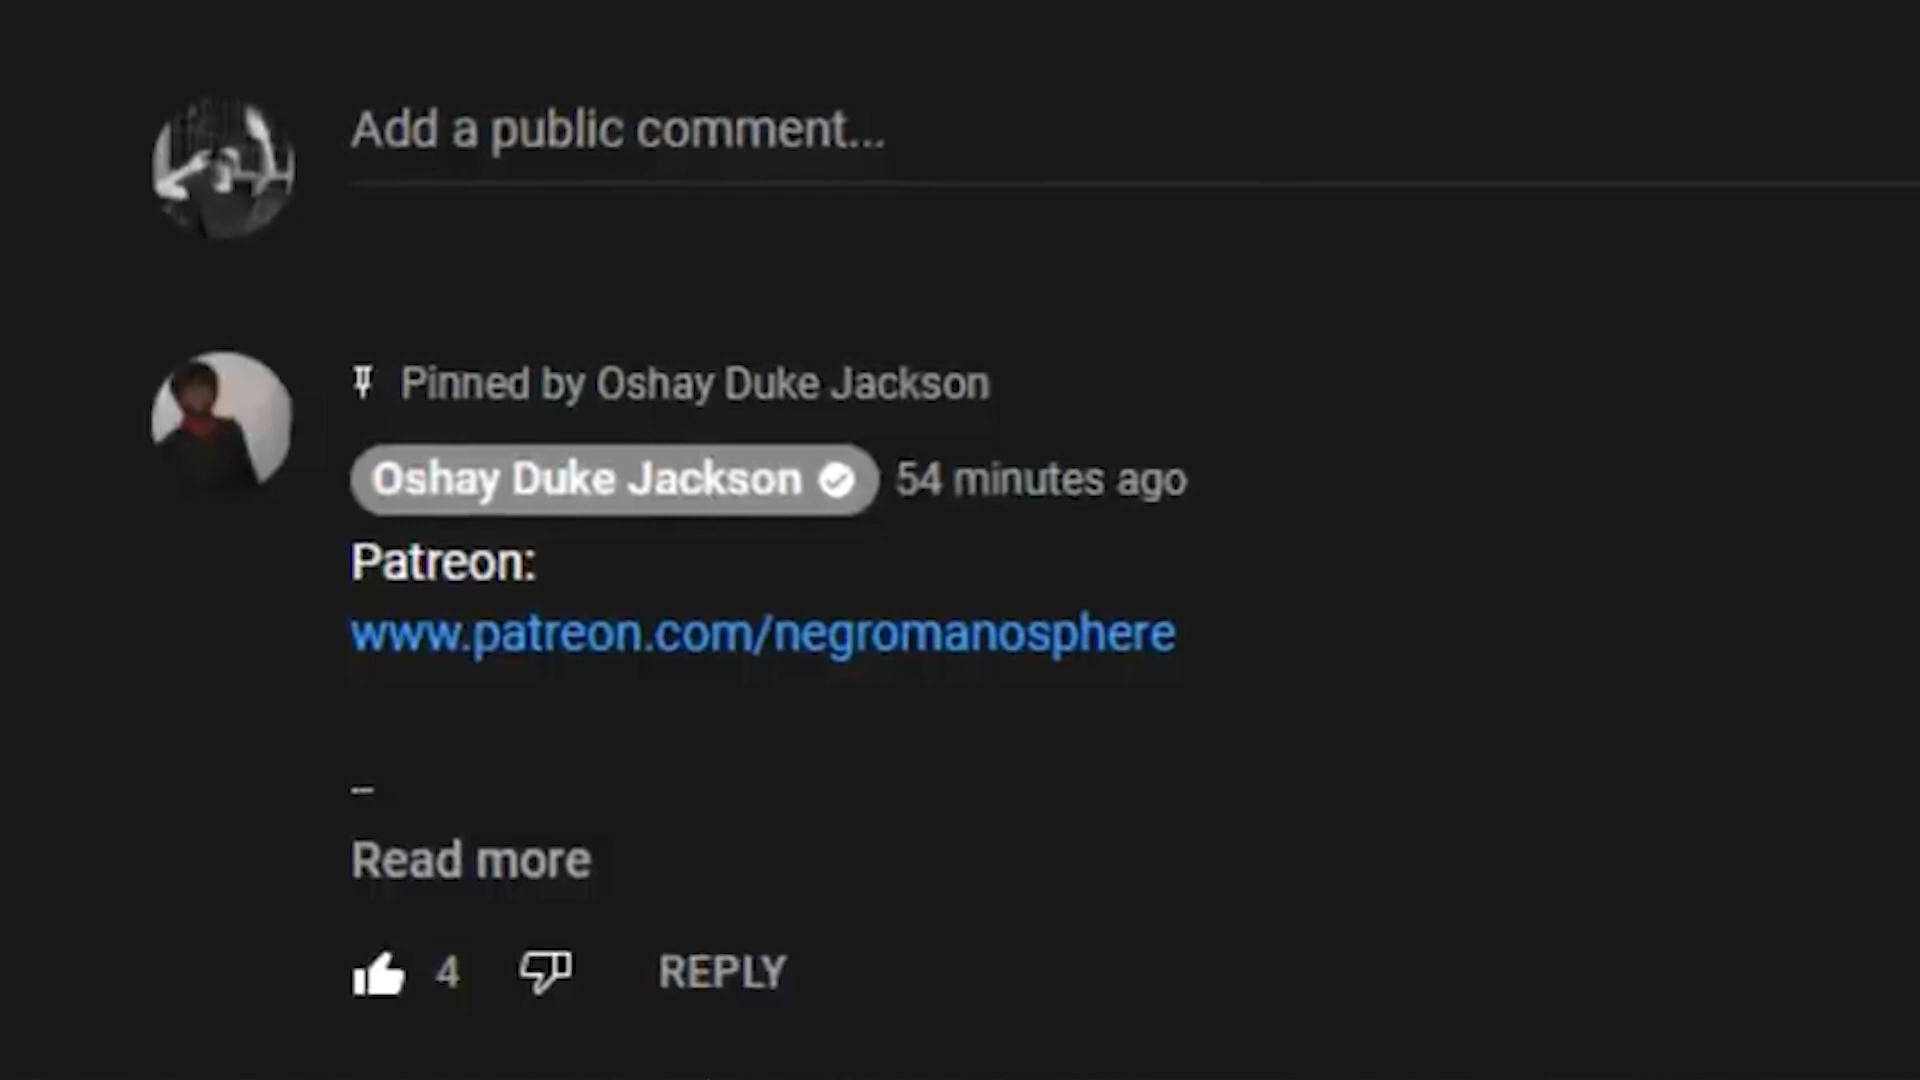 Add a public comment...
Pinned by Oshay Duke Jackson
Oshay Duke Jackson 54 minutes ago
Patreon:
www.patreon.com/negromanosphere
--
Read more
4 REPLY